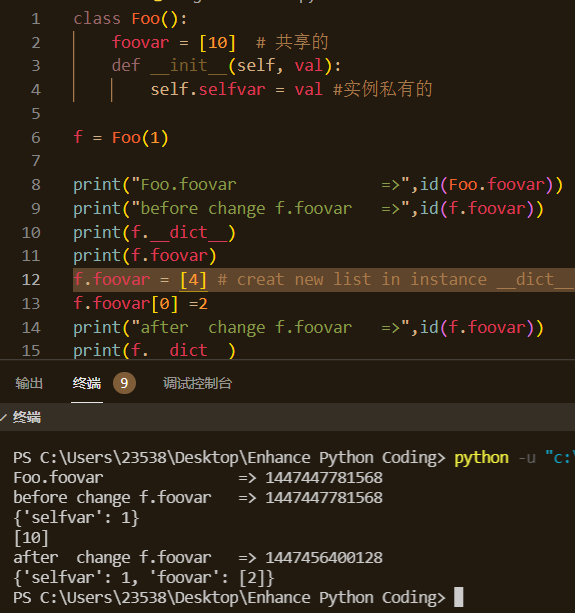 1 class Foo():
2 foovar = [10] # 共享的
3 def __init__(self, val):
4 self.selfvar = val #实例私有的
5
6 f = Foo(1)
7
8 print("Foo.foovar =>",id(Foo.foovar))
9 print("before change f.foovar =>",id(f.foovar))
10 print(f.__dict__)
11 print(f.foovar)
12 f.foovar = [4] # creat new list in instance __dict__
13 f.foovar[0] =2
14 print("after change f.foovar =>",id(f.foovar))
15 print(f. dict )
输出 终端 9 调试控制台
终端
PS C:\Users\23538\Desktop\Enhance Python Coding> python -u "c:\
Foo.foovar => 1447447781568
before change f.foovar => 1447447781568
{'selfvar': 1}
[10]
after change f.foovar => 1447456400128
{'selfvar': 1, 'foovar': [2]}
PS C:\Users\23538\Desktop\Enhance Python Coding>